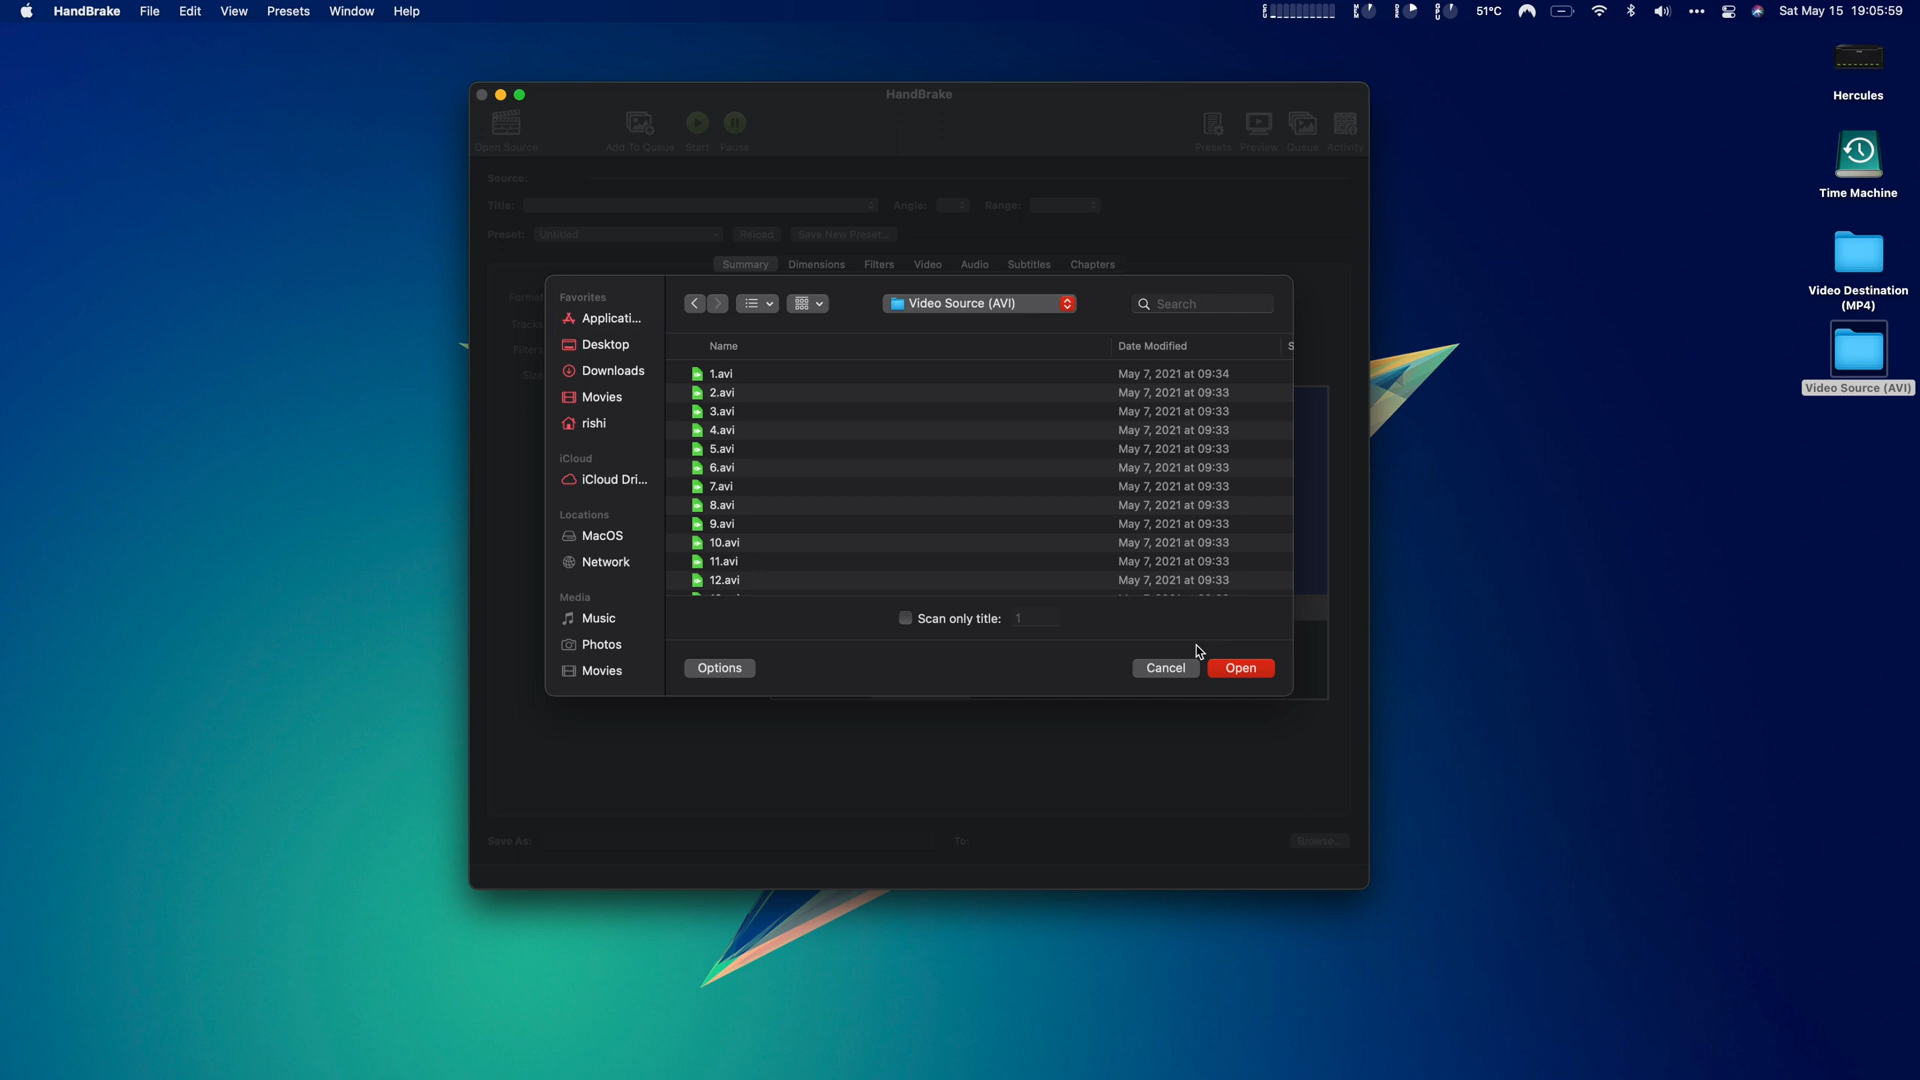 HandBrake File Edit View Presets Window Help
51°C Sat May 15 19:05:59
Hercules
Time Machine
Video Destination
(MP4)
Video Source (AVI)
HandBrake
Open Source Add To Queue Start Pause Presets Preview Queue Activity
Source:
Title: Angle: Range:
Preset: Untitled Reload Save New Preset...
Summary Dimensions Filters Video Audio Subtitles Chapters
Format
Tracks
Filters
Size
Favorites
Applicati...
Desktop
Downloads
Movies
rishi
iCloud
iCloud Dri...
Locations
MacOS
Network
Media
Music
Photos
Movies
Video Source (AVI) Search
Name Date Modified S
1.avi May 7, 2021 at 09:34
2.avi May 7, 2021 at 09:33
3.avi May 7, 2021 at 09:33
4.avi May 7, 2021 at 09:33
5.avi May 7, 2021 at 09:33
6.avi May 7, 2021 at 09:33
7.avi May 7, 2021 at 09:33
8.avi May 7, 2021 at 09:33
9.avi May 7, 2021 at 09:33
10.avi May 7, 2021 at 09:33
11.avi May 7, 2021 at 09:33
12.avi May 7, 2021 at 09:33
Scan only title: 1
Options Cancel Open
Save As: To: Browse...